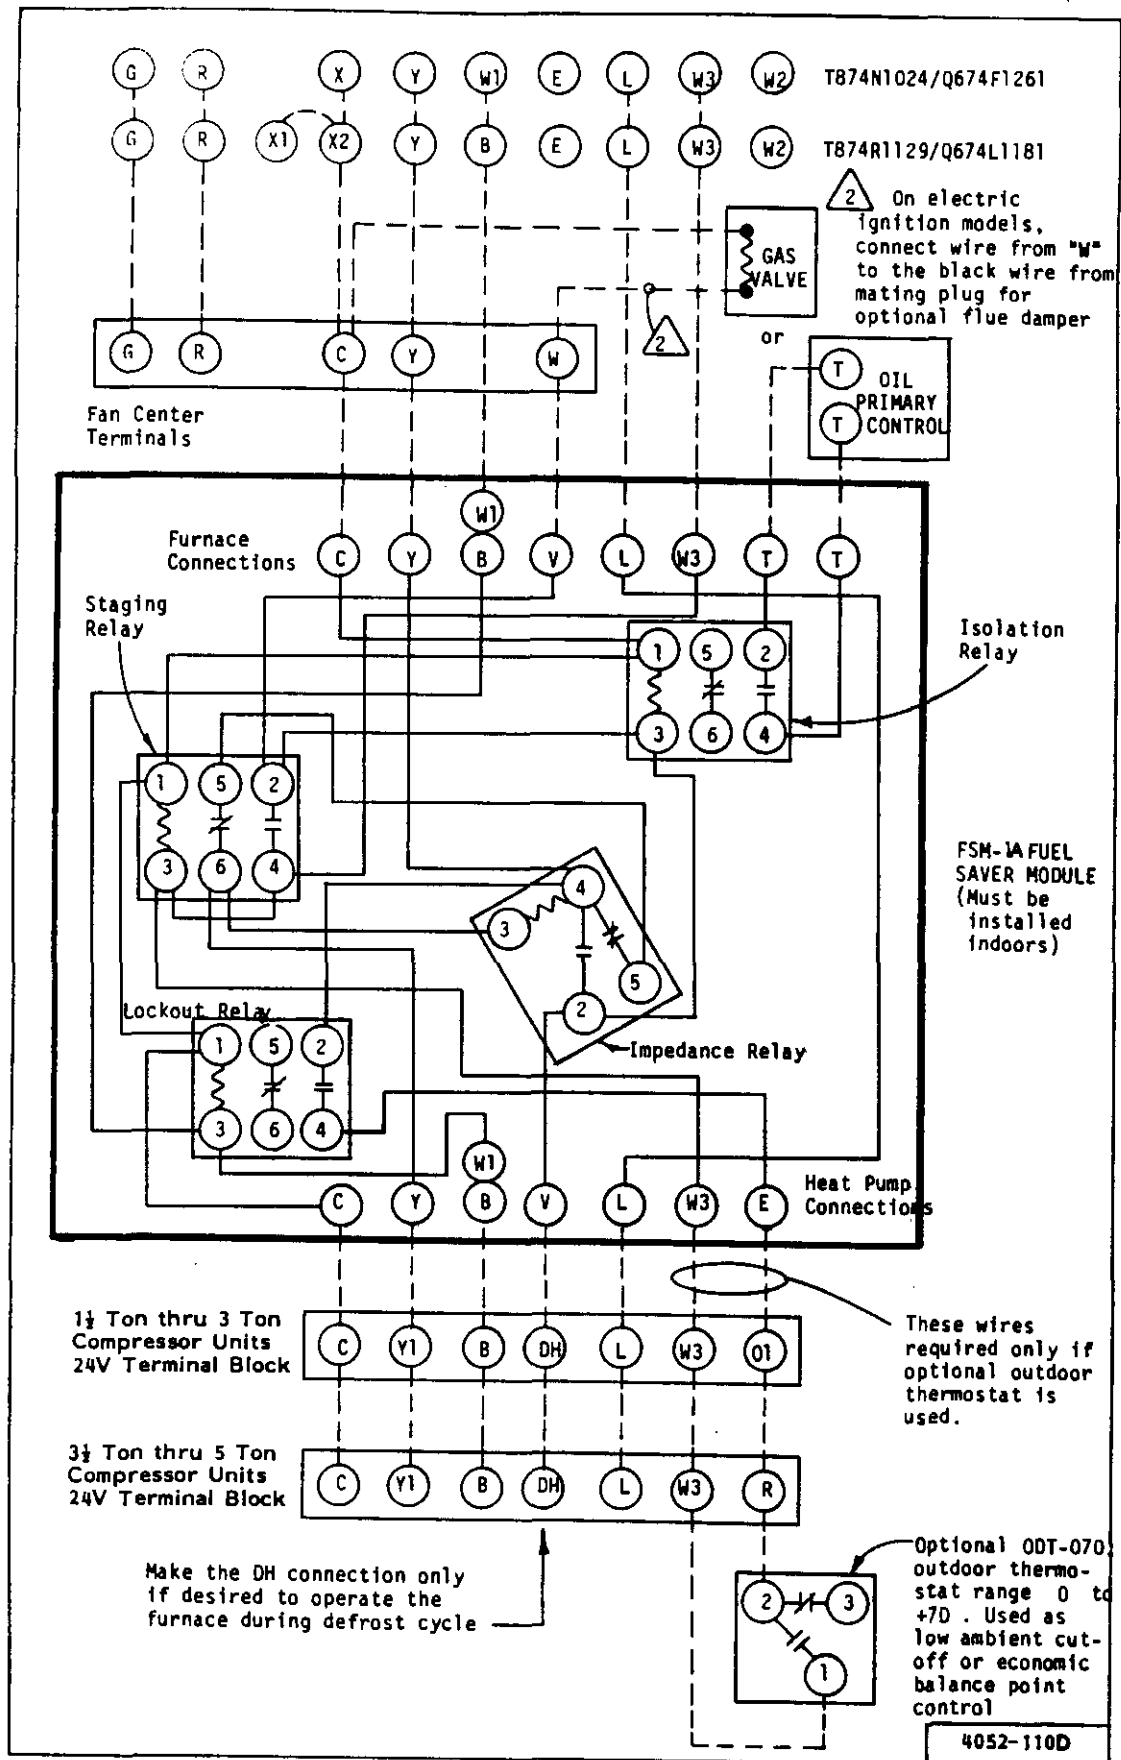 G R X Y W1 E L W3 W2 T874N1024/Q674F1261
G R X1 X2 Y B E L W3 W2 T874R1129/Q674L1181
2 On electric
ignition models,
connect wire from "W"
to the black wire from
mating plug for
optional flue damper
GAS
VALVE
or
2
G R C Y W
Fan Center
Terminals
T OIL
PRIMARY
T CONTROL
W1
Furnace
Connections
C Y B V L W3 T T
Staging
Relay
Isolation
Relay
1 5 2
3 6 4
1 5 2
3 6 4
FSM-1A FUEL
SAVER MODULE
(Must be
installed
indoors)
4
3
5
2
Lockout Relay
Impedance Relay
1 5 2
3 6 4
W1
C Y B V L W3 E
Heat Pump
Connections
1½ Ton thru 3 Ton
Compressor Units
24V Terminal Block
C Y1 B DH L W3 O1
These wires
required only if
optional outdoor
thermostat is
used.
3½ Ton thru 5 Ton
Compressor Units
24V Terminal Block
C Y1 B DH L W3 R
Make the DH connection only
if desired to operate the
furnace during defrost cycle
2 3
1
Optional ODT-070
outdoor thermo-
stat range 0 to
+7D . Used as
low ambient cut-
off or economic
balance point
control
4052-110D